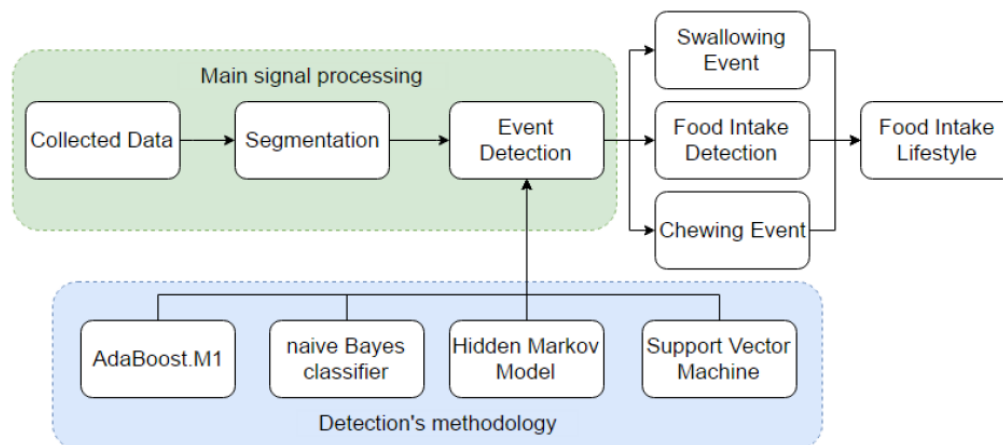 Main signal processing
Collected Data
Segmentation
Event
Detection
Swallowing
Event
Food Intake
Detection
Chewing Event
Food Intake
Lifestyle
AdaBoost.M1
naive Bayes
classifier
Hidden Markov
Model
Support Vector
Machine
Detection's methodology